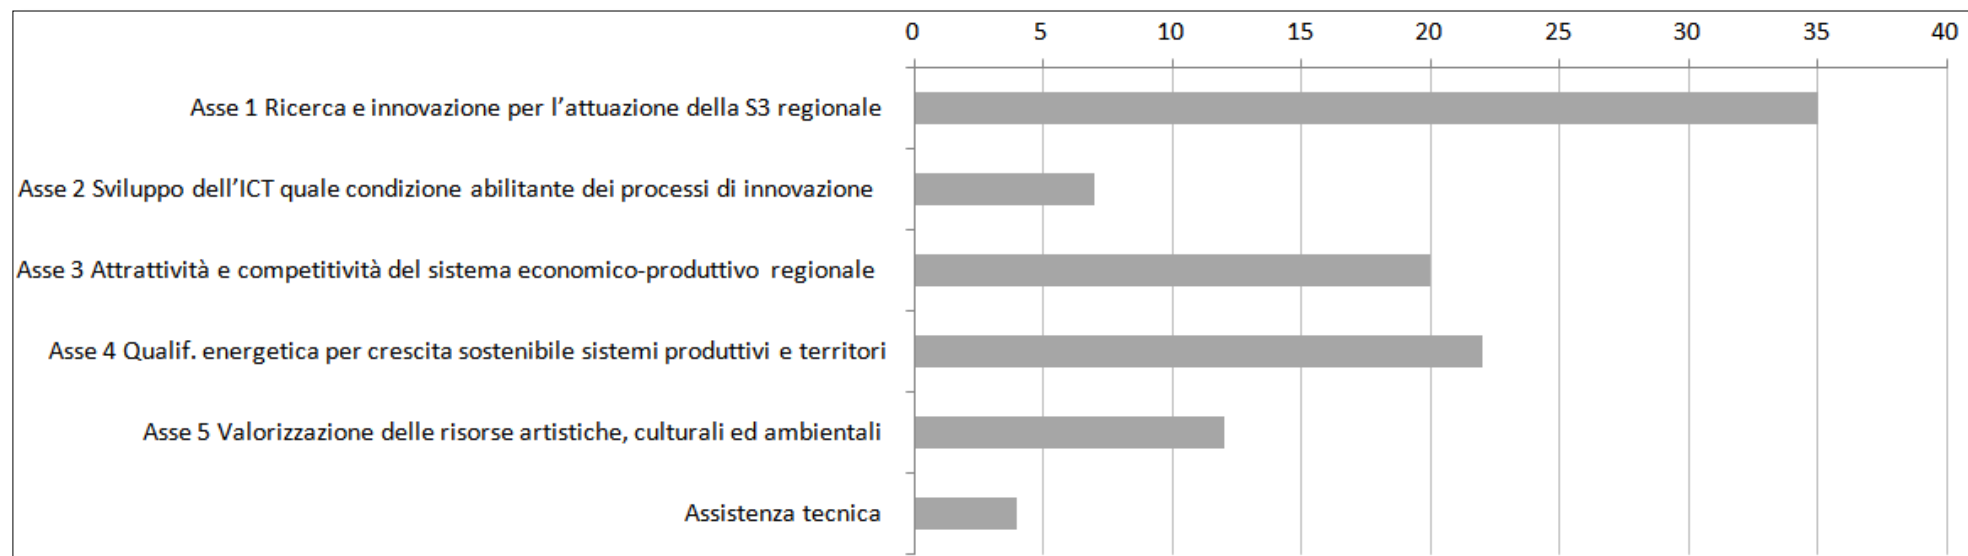 0 5 10 15 20 25 30 35 40
Asse 1 Ricerca e innovazione per l’attuazione della S3 regionale
Asse 2 Sviluppo dell’ICT quale condizione abilitante dei processi di innovazione
Asse 3 Attrattività e competitività del sistema economico-produttivo regionale
Asse 4 Qualif. energetica per crescita sostenibile sistemi produttivi e territori
Asse 5 Valorizzazione delle risorse artistiche, culturali ed ambientali
Assistenza tecnica